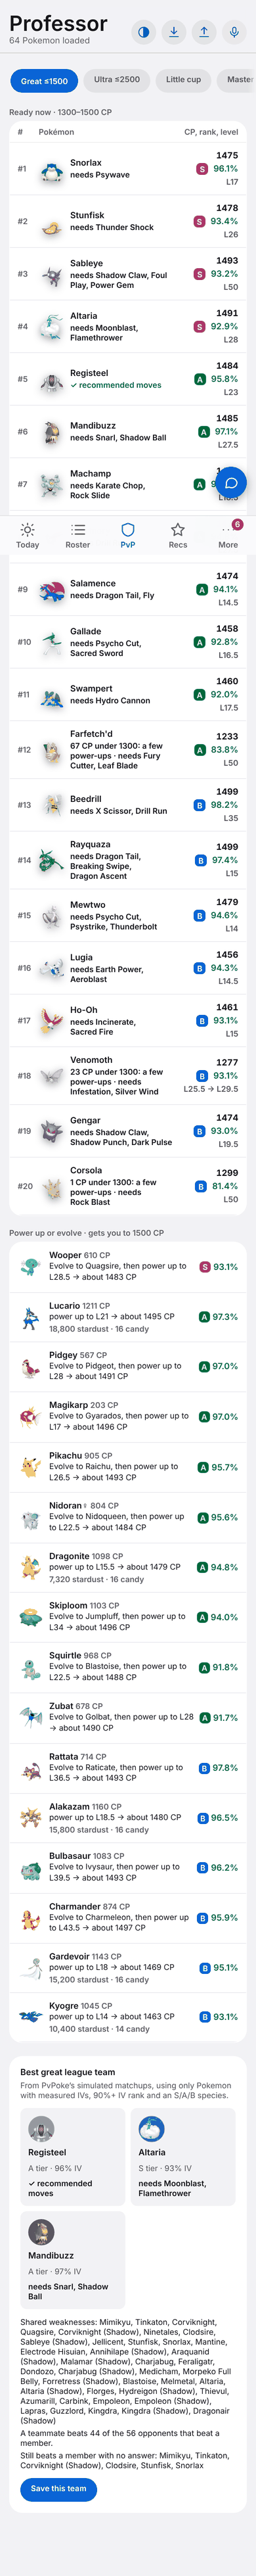 Professor
64 Pokemon loaded
Great ≤1500
Ultra ≤2500
Little cup
Master
Ready now · 1300–1500 CP
# Pokémon CP, rank, level
#1 Snorlax 1475
needs Psywave S 96.1%
L17
#2 Stunfisk 1478
needs Thunder Shock S 93.4%
L26
#3 Sableye 1493
needs Shadow Claw, Foul S 93.2%
Play, Power Gem L50
#4 Altaria 1491
needs Moonblast, S 92.9%
Flamethrower L28
#5 Registeel 1484
✓ recommended moves A 95.8%
L23
#6 Mandibuzz 1485
needs Snarl, Shadow Ball A 97.1%
L27.5
#7 Machamp
needs Karate Chop, A
Rock Slide
6
Today Roster PvP Recs More
#9 Salamence 1474
needs Dragon Tail, Fly A 94.1%
L14.5
#10 Gallade 1458
needs Psycho Cut, A 92.8%
Sacred Sword L16.5
#11 Swampert 1460
needs Hydro Cannon A 92.0%
L17.5
#12 Farfetch'd 1233
67 CP under 1300: a few A 83.8%
power-ups · needs Fury L50
Cutter, Leaf Blade
#13 Beedrill 1499
needs X Scissor, Drill Run B 98.2%
L35
#14 Rayquaza 1499
needs Dragon Tail, B 97.4%
Breaking Swipe, L15
Dragon Ascent
#15 Mewtwo 1479
needs Psycho Cut, B 94.6%
Psystrike, Thunderbolt L14
#16 Lugia 1456
needs Earth Power, B 94.3%
Aeroblast L14.5
#17 Ho-Oh 1461
needs Incinerate, B 93.1%
Sacred Fire L15
#18 Venomoth 1277
23 CP under 1300: a few B 93.1%
power-ups · needs L25.5 → L29.5
Infestation, Silver Wind
#19 Gengar 1474
needs Shadow Claw, B 93.0%
Shadow Punch, Dark Pulse L19.5
#20 Corsola 1299
1 CP under 1300: a few B 81.4%
power-ups · needs L50
Rock Blast
Power up or evolve · gets you to 1500 CP
Wooper 610 CP
Evolve to Quagsire, then power up to S 93.1%
L28.5 → about 1483 CP
Lucario 1211 CP
power up to L21 → about 1495 CP A 97.3%
18,800 stardust · 16 candy
Pidgey 567 CP
Evolve to Pidgeot, then power up to A 97.0%
L28 → about 1491 CP
Magikarp 203 CP
Evolve to Gyarados, then power up to A 97.0%
L17 → about 1496 CP
Pikachu 905 CP
Evolve to Raichu, then power up to A 95.7%
L26.5 → about 1493 CP
Nidoran♀ 804 CP
Evolve to Nidoqueen, then power up A 95.6%
to L22.5 → about 1484 CP
Dragonite 1098 CP
power up to L15.5 → about 1479 CP A 94.8%
7,320 stardust · 16 candy
Skiploom 1103 CP
Evolve to Jumpluff, then power up to A 94.0%
L34 → about 1496 CP
Squirtle 968 CP
Evolve to Blastoise, then power up to A 91.8%
L22.5 → about 1488 CP
Zubat 678 CP
Evolve to Golbat, then power up to L28 A 91.7%
→ about 1490 CP
Rattata 714 CP
Evolve to Raticate, then power up to B 97.8%
L36.5 → about 1493 CP
Alakazam 1160 CP
power up to L18.5 → about 1480 CP B 96.5%
15,800 stardust · 16 candy
Bulbasaur 1083 CP
Evolve to Ivysaur, then power up to B 96.2%
L39.5 → about 1493 CP
Charmander 874 CP
Evolve to Charmeleon, then power up B 95.9%
to L43.5 → about 1497 CP
Gardevoir 1143 CP
power up to L18 → about 1469 CP B 95.1%
15,200 stardust · 16 candy
Kyogre 1045 CP
power up to L14 → about 1463 CP B 93.1%
10,400 stardust · 14 candy
Best great league team
From PvPoke's simulated matchups, using only Pokemon
with measured IVs, 90%+ IV rank and an S/A/B species.
Registeel
A tier · 96% IV
✓ recommended
moves
Altaria
S tier · 93% IV
needs Moonblast,
Flamethrower
Mandibuzz
A tier · 97% IV
needs Snarl, Shadow
Ball
Shared weaknesses: Mimikyu, Tinkaton, Corviknight,
Quagsire, Corviknight (Shadow), Ninetales, Clodsire,
Sableye (Shadow), Jellicent, Stunfisk, Snorlax, Mantine,
Electrode Hisuian, Annihilape (Shadow), Araquanid
(Shadow), Malamar (Shadow), Charjabug, Feraligatr,
Dondozo, Charjabug (Shadow), Medicham, Morpeko Full
Belly, Forretress (Shadow), Blastoise, Melmetal, Altaria,
Altaria (Shadow), Florges, Hydreigon (Shadow), Thievul,
Azumarill, Carbink, Empoleon, Empoleon (Shadow),
Lapras, Guzzlord, Kingdra, Kingdra (Shadow), Dragonair
(Shadow)
A teammate beats 44 of the 56 opponents that beat a
member.
Still beats a member with no answer: Mimikyu, Tinkaton,
Corviknight (Shadow), Clodsire, Stunfisk, Snorlax
Save this team